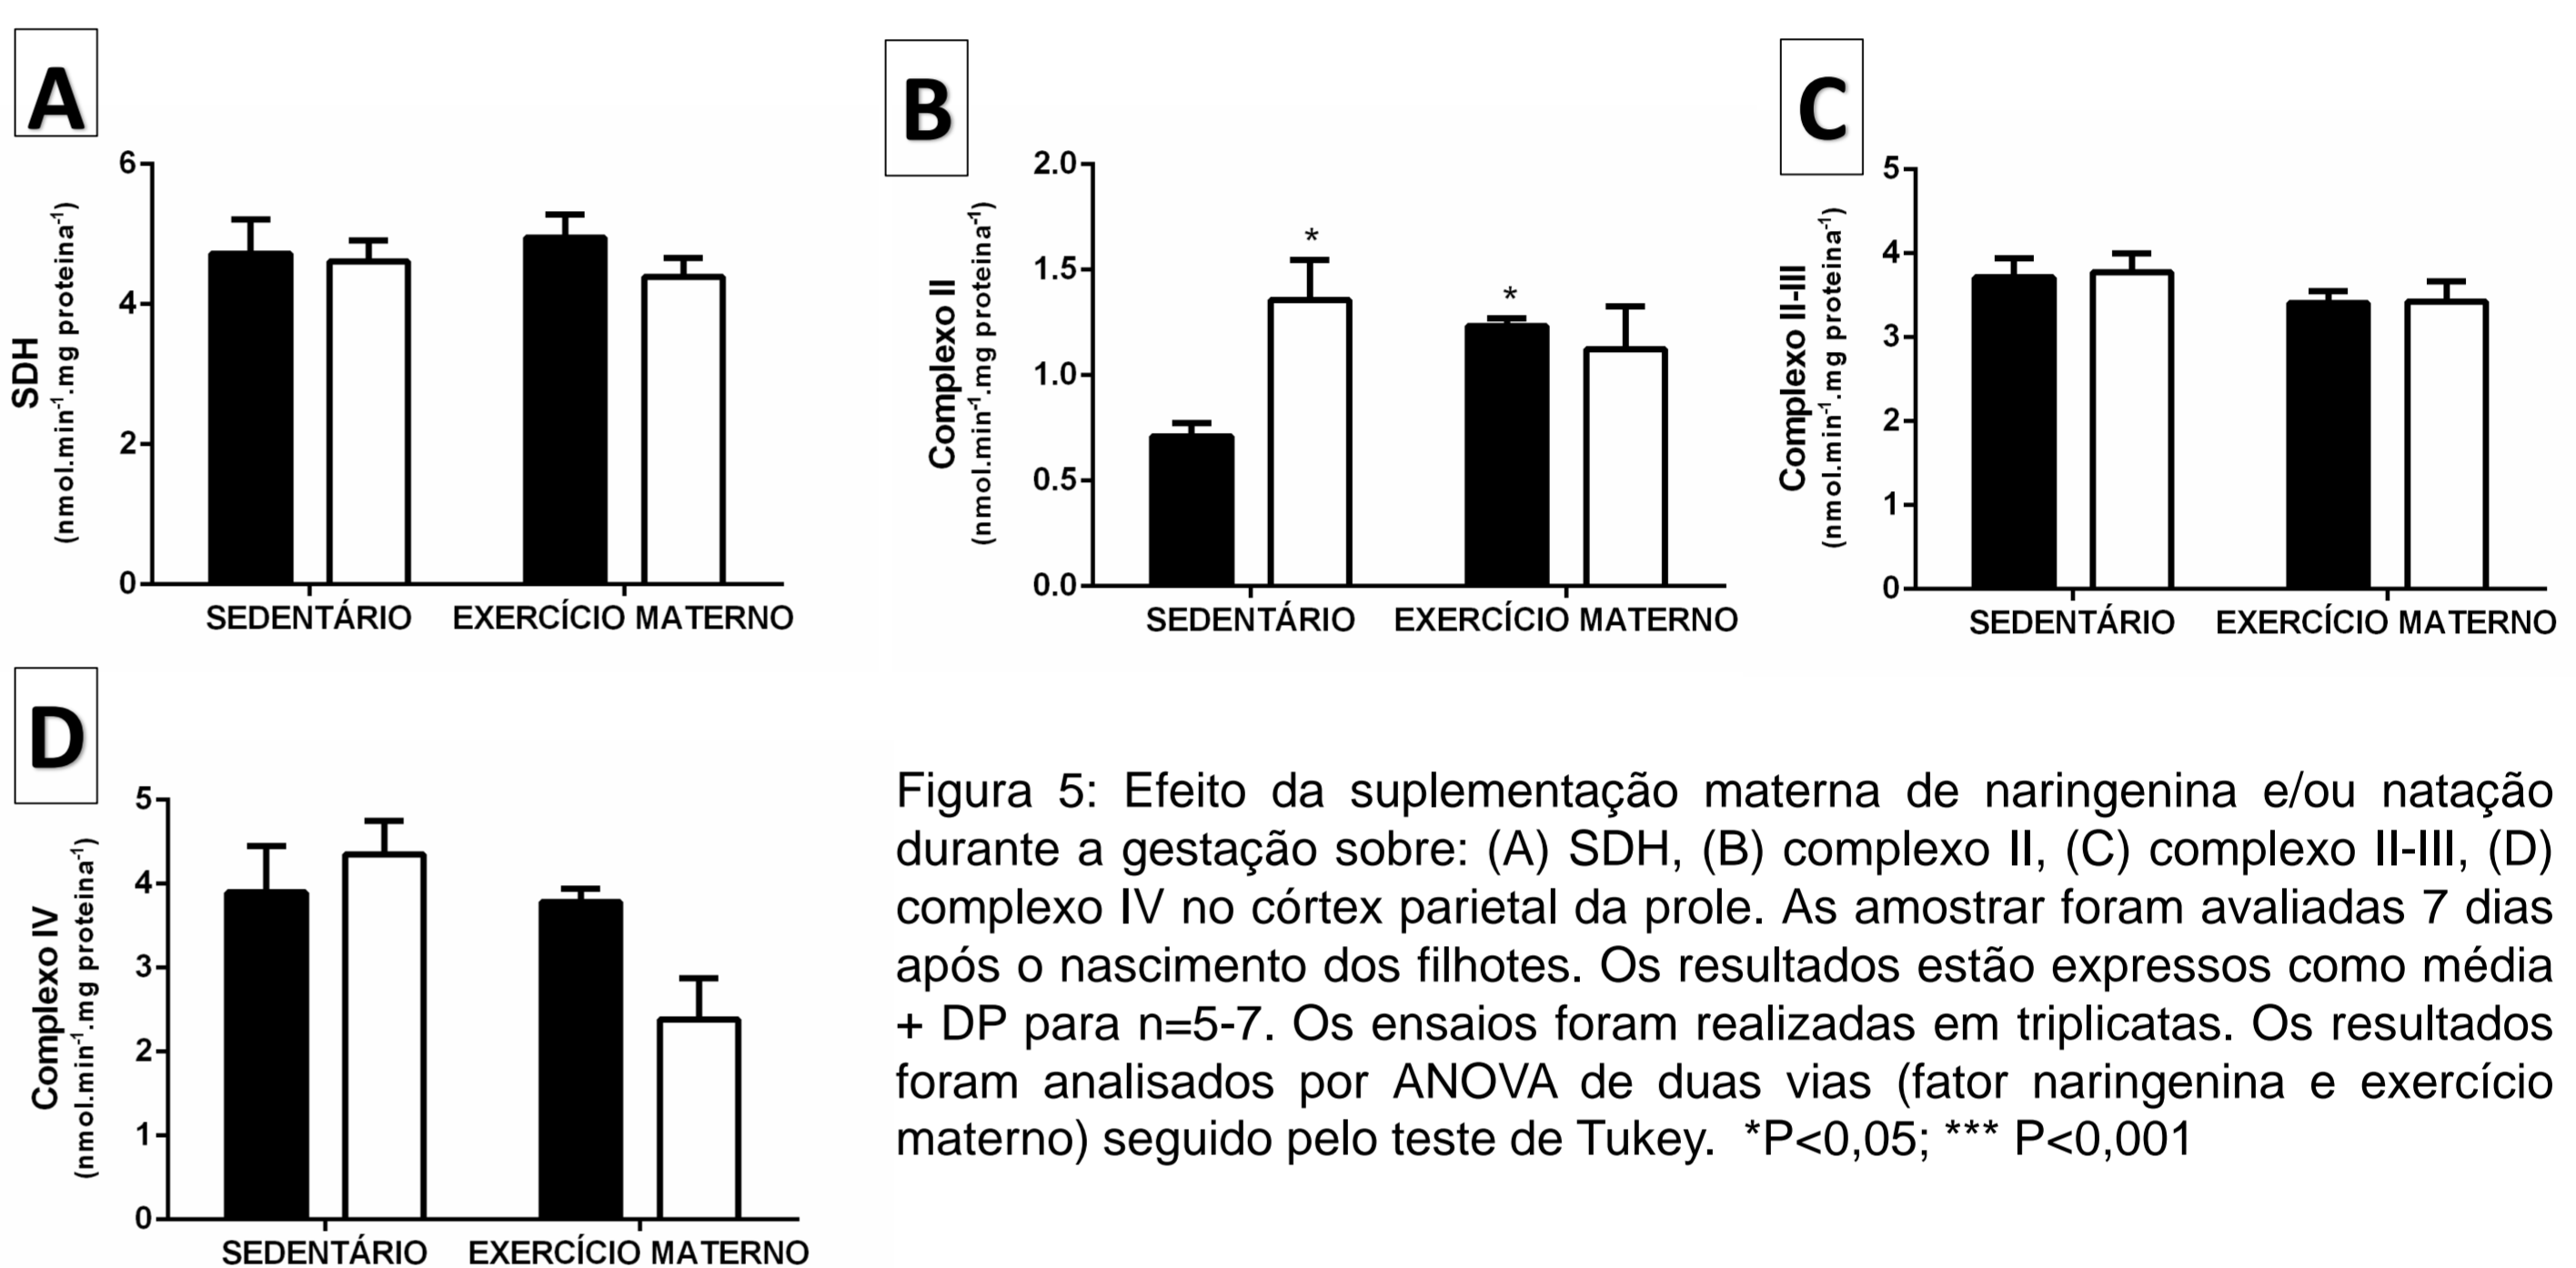 A
6
4
2
0
SDH
(nmol.min⁻¹.mg proteina⁻¹)
SEDENTÁRIO EXERCÍCIO MATERNO
B
2.0
1.5
1.0
0.5
0.0
Complexo II
(nmol.min⁻¹.mg proteina⁻¹)
*
*
SEDENTÁRIO EXERCÍCIO MATERNO
C
5
4
3
2
1
0
Complexo II-III
(nmol.min⁻¹.mg proteina⁻¹)
SEDENTÁRIO EXERCÍCIO MATERNO
D
5
4
3
2
1
0
Complexo IV
(nmol.min⁻¹.mg proteina⁻¹)
SEDENTÁRIO EXERCÍCIO MATERNO
Figura 5: Efeito da suplementação materna de naringenina e/ou natação
durante a gestação sobre: (A) SDH, (B) complexo II, (C) complexo II-III, (D)
complexo IV no córtex parietal da prole. As amostrar foram avaliadas 7 dias
após o nascimento dos filhotes. Os resultados estão expressos como média
+ DP para n=5-7. Os ensaios foram realizadas em triplicatas. Os resultados
foram analisados por ANOVA de duas vias (fator naringenina e exercício
materno) seguido pelo teste de Tukey. *P<0,05; *** P<0,001